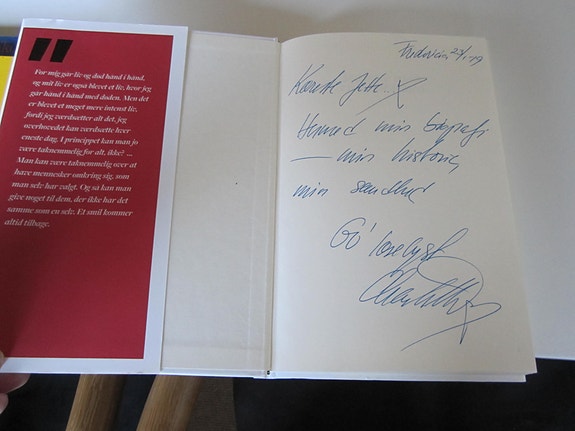 For mig går liv og død hånd i hånd,
og mit liv er også blevet et liv, hvor jeg
går hånd i hånd med døden. Men det
er blevet et meget mere intenst liv,
fordi jeg værdsætter alt det, jeg
overhovedet kan værdsætte hver
eneste dag. I princippet kan man jo
være taknemmelig for alt, ikke? ...
Man kan være taknemmelig over at
have mennesker omkring sig, som
man selv har valgt. Og så kan man
give noget til dem, der ikke har det
samme som en selv. Et smil kommer
altid tilbage.
Fredericia
Kæreste Jette..
Hermed min biografi
— min historie,
min sandhed
Go' læselyst